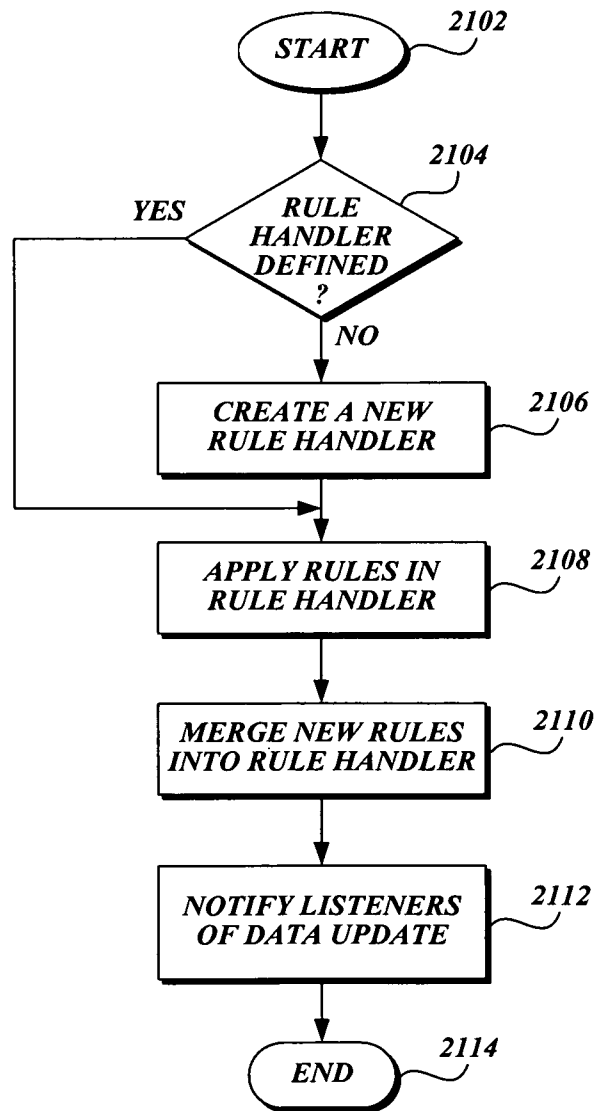 START
2102
2104
YES
RULE
HANDLER
DEFINED
?
NO
CREATE A NEW
RULE HANDLER
2106
APPLY RULES IN
RULE HANDLER
2108
MERGE NEW RULES
INTO RULE HANDLER
2110
NOTIFY LISTENERS
OF DATA UPDATE
2112
END
2114